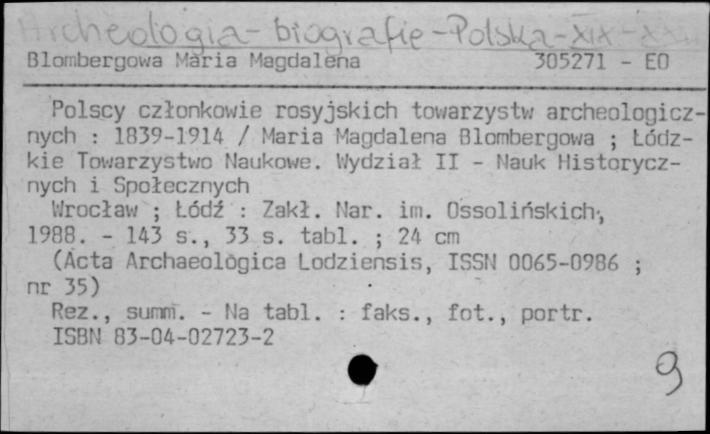 Archeologia - biografie - Polska - XIX - XX
Blombergowa Maria Magdalena 305271 - EO
Polscy członkowie rosyjskich towarzystw archeologicz-
nych : 1839-1914 / Maria Magdalena Blombergowa ; Łódz-
kie Towarzystwo Naukowe. Wydział II - Nauk Historycz-
nych i Społecznych
Wrocław ; Łódź : Zakł. Nar. im. Ossolińskich,
1988. - 143 s., 33 s. tabl. ; 24 cm
(Acta Archaeologica Lodziensis, ISSN 0065-0986 ;
nr 35)
Rez., summ. - Na tabl. : faks., fot., portr.
ISBN 83-04-02723-2
9